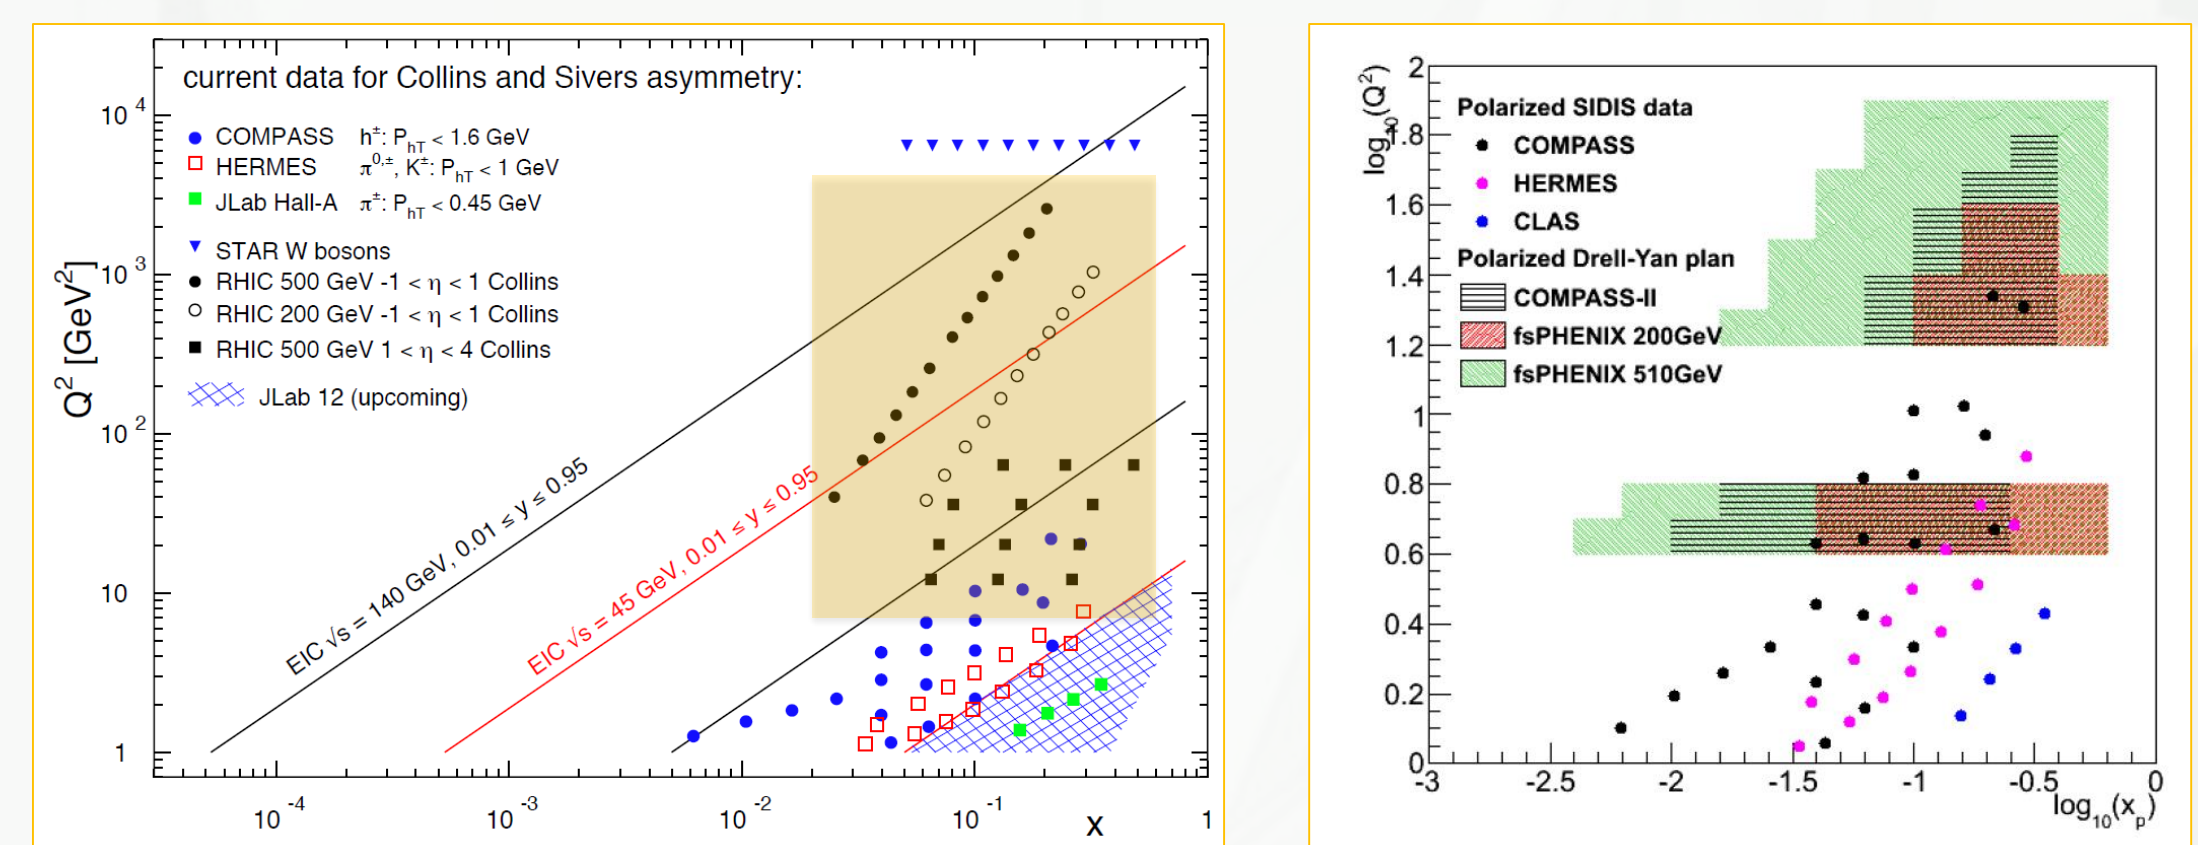 current data for Collins and Sivers asymmetry:
COMPASS h±: PhT < 1.6 GeV
HERMES π0,±, K±: PhT < 1 GeV
JLab Hall-A π±: PhT < 0.45 GeV
STAR W bosons
RHIC 500 GeV -1 < η < 1 Collins
RHIC 200 GeV -1 < η < 1 Collins
RHIC 500 GeV 1 < η < 4 Collins
JLab 12 (upcoming)
EIC √s = 140 GeV, 0.01 ≤ y ≤ 0.95
EIC √s = 45 GeV, 0.01 ≤ y ≤ 0.95
Q2 [GeV2]
10 4
10 3
10 2
10
1
10 -4
10 -3
10 -2
10 -1
1
x
log10(Q2)
2
1.8
1.6
1.4
1.2
1
0.8
0.6
0.4
0.2
0
Polarized SIDIS data
COMPASS
HERMES
CLAS
Polarized Drell-Yan plan
COMPASS-II
fsPHENIX 200GeV
fsPHENIX 510GeV
-3
-2.5
-2
-1.5
-1
-0.5
0
log10(xp)